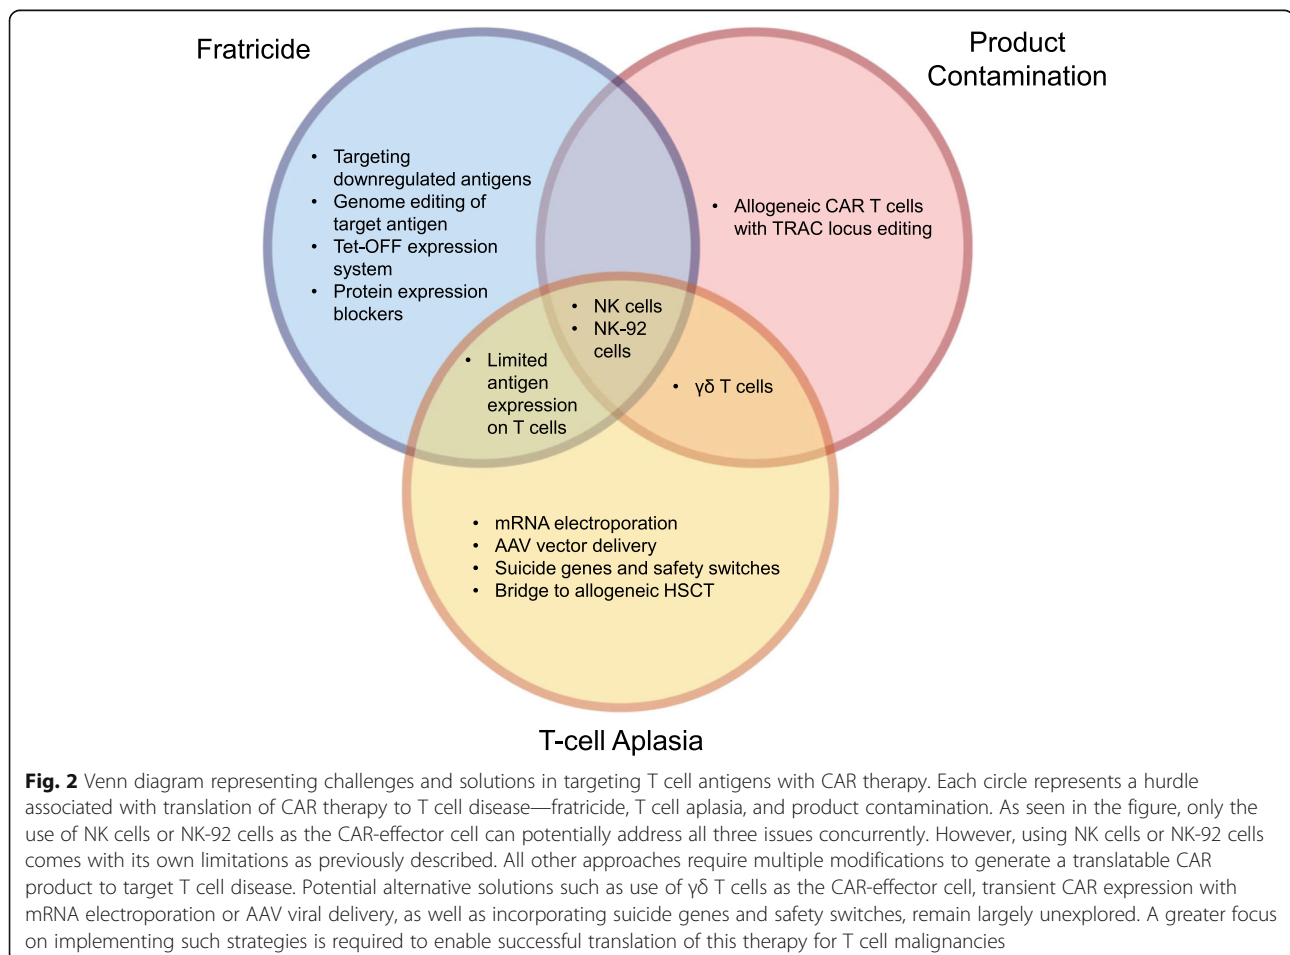 Fratricide
Product
Contamination
• Targeting
downregulated antigens
• Genome editing of
target antigen
• Tet-OFF expression
system
• Protein expression
blockers
• Allogeneic CAR T cells
with TRAC locus editing
• NK cells
• NK-92
cells
• Limited
antigen
expression
on T cells
• γδ T cells
• mRNA electroporation
• AAV vector delivery
• Suicide genes and safety switches
• Bridge to allogeneic HSCT
T-cell Aplasia
Fig. 2 Venn diagram representing challenges and solutions in targeting T cell antigens with CAR therapy. Each circle represents a hurdle
associated with translation of CAR therapy to T cell disease—fratricide, T cell aplasia, and product contamination. As seen in the figure, only the
use of NK cells or NK-92 cells as the CAR-effector cell can potentially address all three issues concurrently. However, using NK cells or NK-92 cells
comes with its own limitations as previously described. All other approaches require multiple modifications to generate a translatable CAR
product to target T cell disease. Potential alternative solutions such as use of γδ T cells as the CAR-effector cell, transient CAR expression with
mRNA electroporation or AAV viral delivery, as well as incorporating suicide genes and safety switches, remain largely unexplored. A greater focus
on implementing such strategies is required to enable successful translation of this therapy for T cell malignancies